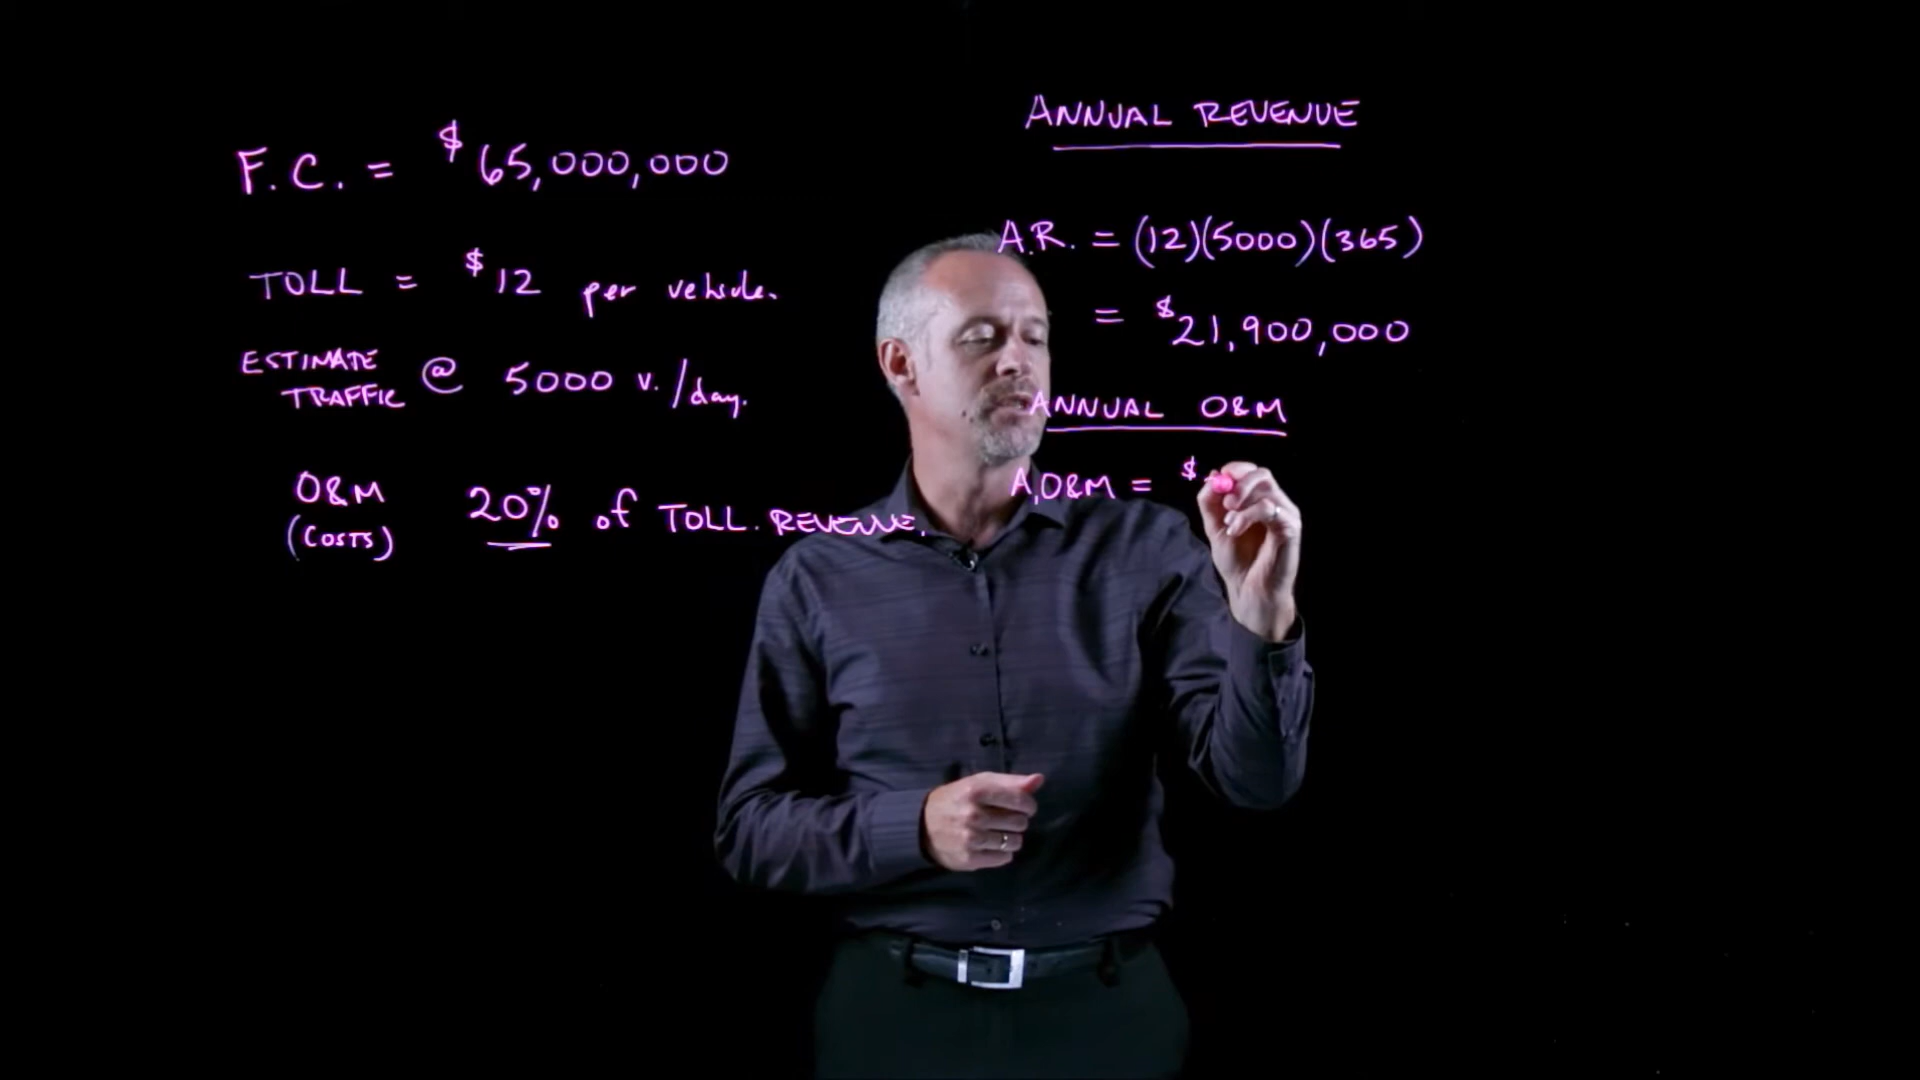 F.C. = $65,000,000
TOLL = $12 per vehicle.
ESTIMATE
TRAFFIC @ 5000 v./day.
O&M
(COSTS) 20% of TOLL. REVENUE.
ANNUAL REVENUE
A.R. = (12)(5000)(365)
= $21,900,000
ANNUAL O&M
A,O&M = $